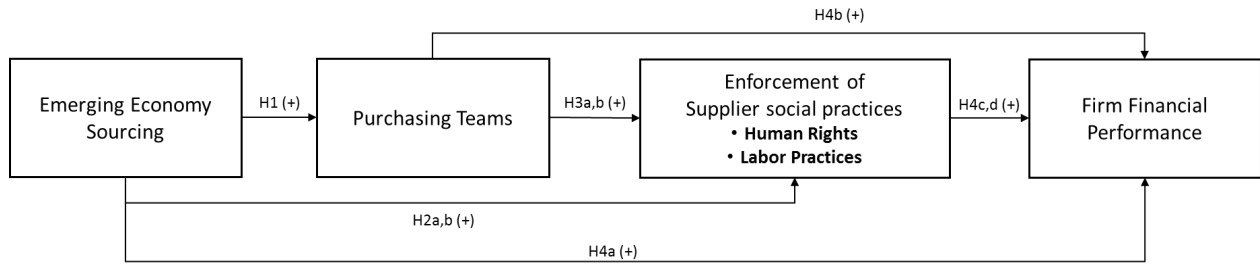 H4b (+)
Emerging Economy
Sourcing
H1 (+)
Purchasing Teams
H3a,b (+)
Enforcement of
Supplier social practices
• Human Rights
• Labor Practices
H4c,d (+)
Firm Financial
Performance
H2a,b (+)
H4a (+)